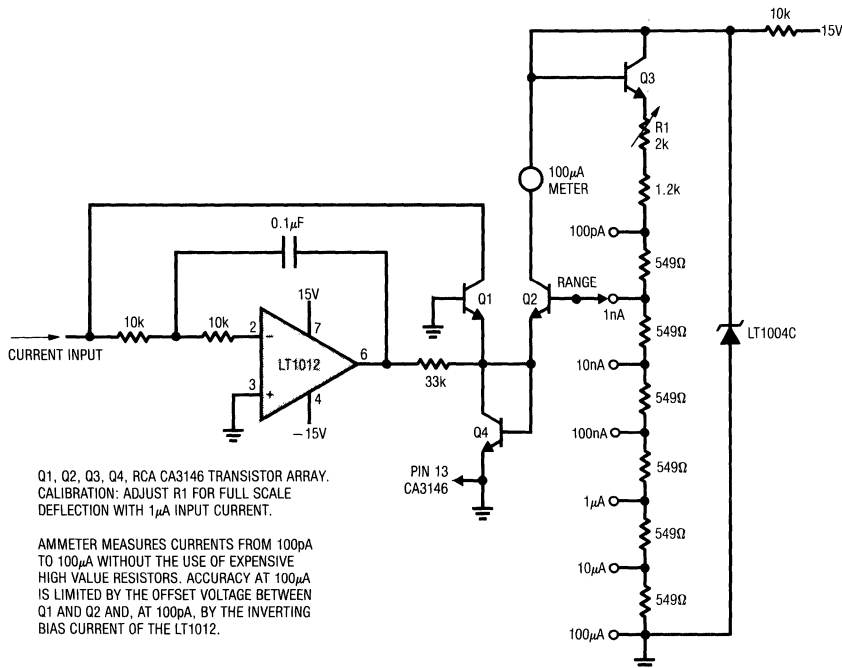 10k
15V
Q3
R1
2k
100µA
METER
1.2k
0.1µF
100pA
549Ω
Q1
Q2
RANGE
1nA
15V
10k
10k
2
7
549Ω
LT1004C
CURRENT INPUT
LT1012
6
33k
10nA
3
4
-15V
549Ω
Q4
100nA
PIN 13
CA3146
549Ω
1µA
549Ω
10µA
549Ω
100µA
Q1, Q2, Q3, Q4, RCA CA3146 TRANSISTOR ARRAY.
CALIBRATION: ADJUST R1 FOR FULL SCALE
DEFLECTION WITH 1µA INPUT CURRENT.
AMMETER MEASURES CURRENTS FROM 100pA
TO 100µA WITHOUT THE USE OF EXPENSIVE
HIGH VALUE RESISTORS. ACCURACY AT 100µA
IS LIMITED BY THE OFFSET VOLTAGE BETWEEN
Q1 AND Q2 AND, AT 100pA, BY THE INVERTING
BIAS CURRENT OF THE LT1012.